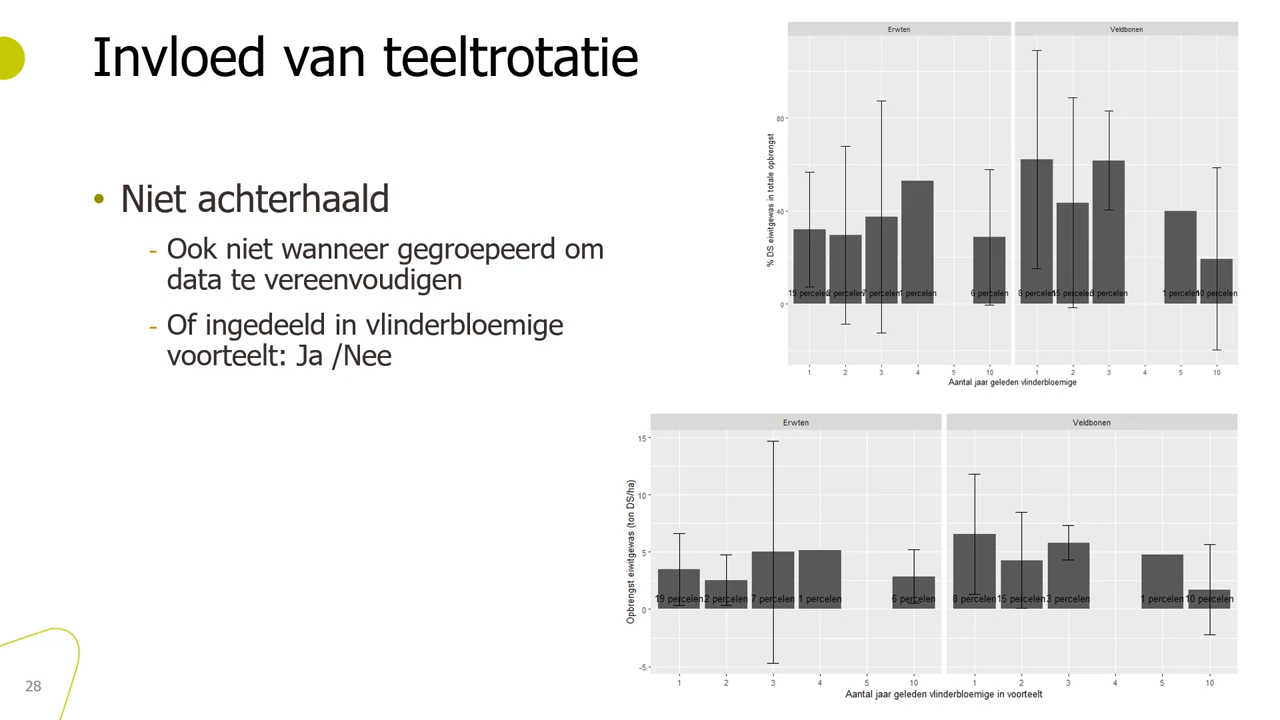 Invloed van teeltrotatie
• Niet achterhaald
- Ook niet wanneer gegroepeerd om
data te vereenvoudigen
- Of ingedeeld in vlinderbloemige
voorteelt: Ja /Nee
28
Erwten Veldbonen
% DS eiwitgewas in totale opbrengst
80
40
0
19 percelen 7 percelen 1 percelen 6 percelen 8 percelen 15 percelen 3 percelen 1 percelen 10 percelen
1 2 3 4 5 10 1 2 3 4 5 10
Aantal jaar geleden vlinderbloemige
Erwten Veldbonen
Opbrengst eiwitgewas (ton DS/ha)
15
10
5
0
-5
19 percelen 2 percelen 7 percelen 1 percelen 6 percelen 8 percelen 15 percelen 3 percelen 1 percelen 10 percelen
1 2 3 4 5 10 1 2 3 4 5 10
Aantal jaar geleden vlinderbloemige in voorteelt